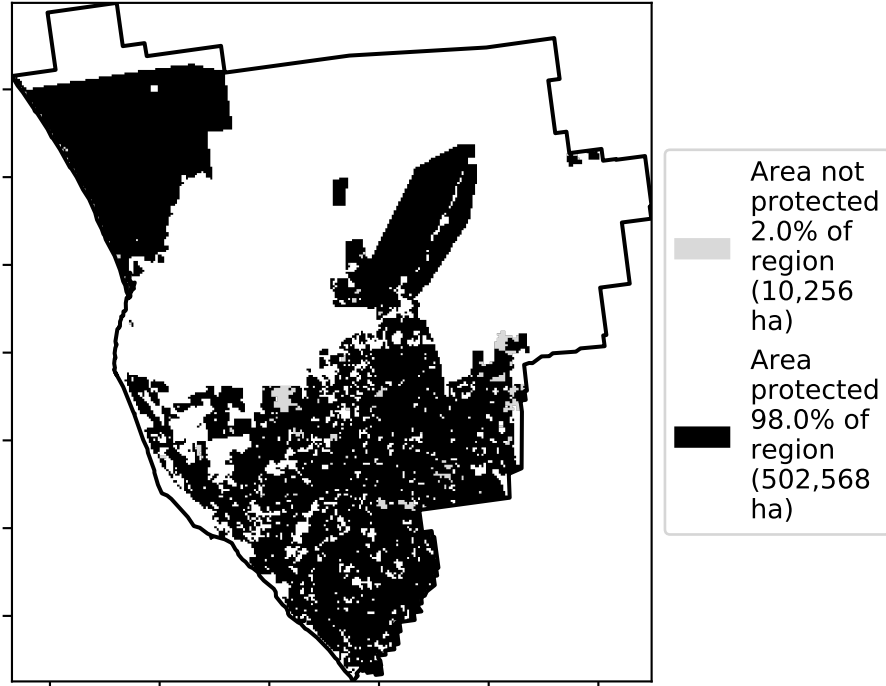 Area not
protected
2.0% of
region
(10,256
ha)
Area
protected
98.0% of
region
(502,568
ha)